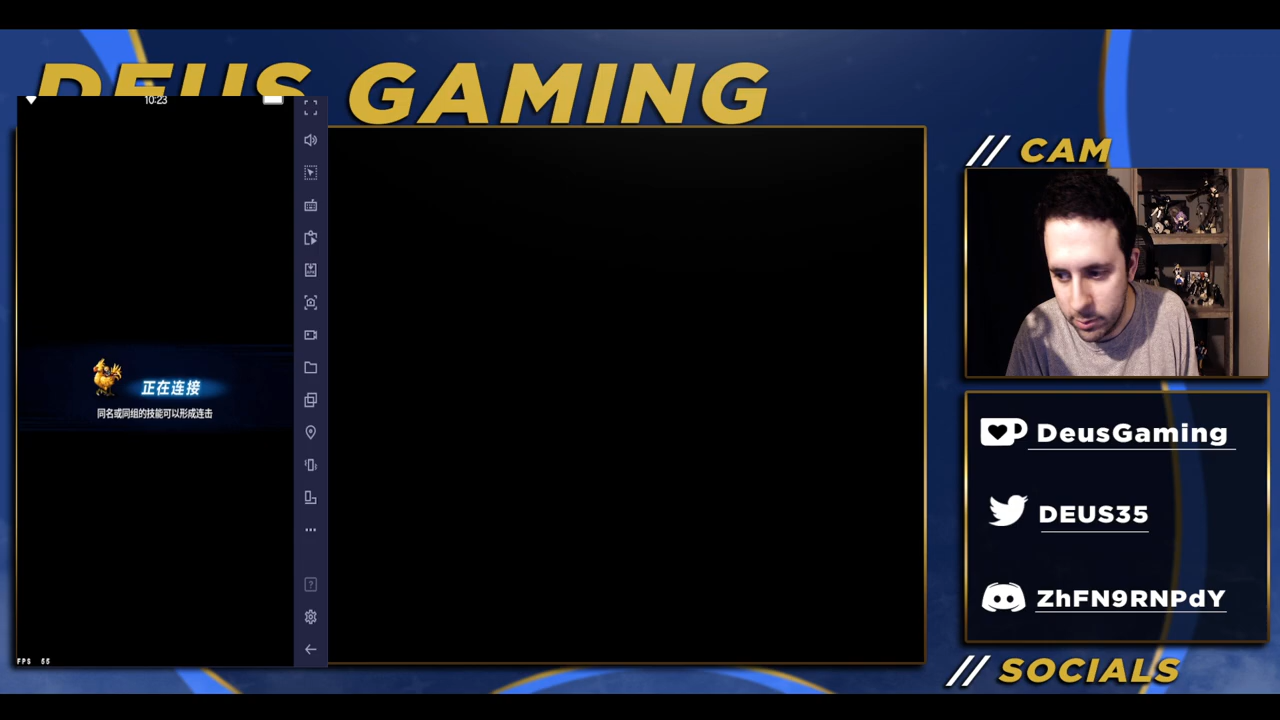 DEUS GAMING
10:23
正在连接
同名或同组的技能可以形成连击
FPS 55
// CAM
DeusGaming
DEUS35
ZhFN9RNPdY
// SOCIALS